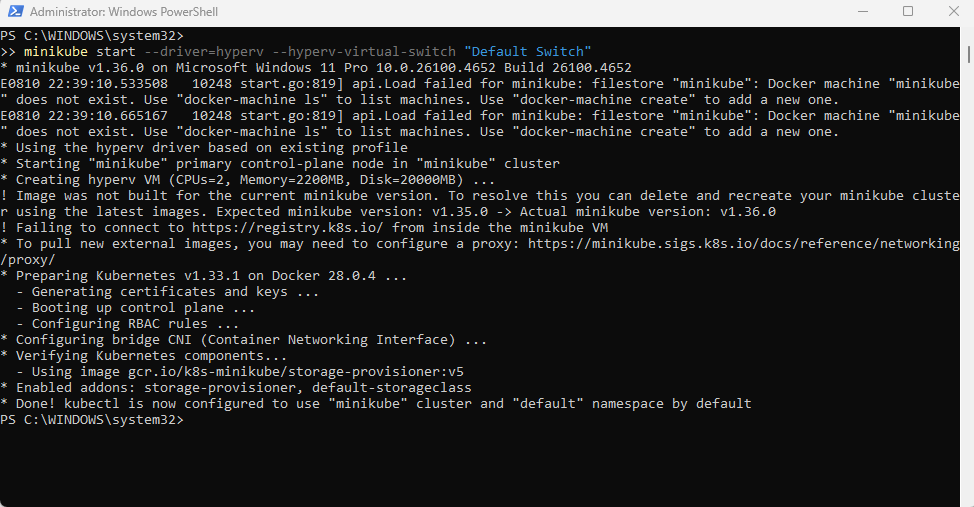 Administrator: Windows PowerShell
PS C:\WINDOWS\system32>
>> minikube start --driver=hyperv --hyperv-virtual-switch "Default Switch"
* minikube v1.36.0 on Microsoft Windows 11 Pro 10.0.26100.4652 Build 26100.4652
E0810 22:39:10.533508   10248 start.go:819] api.Load failed for minikube: filestore "minikube": Docker machine "minikube
" does not exist. Use "docker-machine ls" to list machines. Use "docker-machine create" to add a new one.
E0810 22:39:10.665167   10248 start.go:819] api.Load failed for minikube: filestore "minikube": Docker machine "minikube
" does not exist. Use "docker-machine ls" to list machines. Use "docker-machine create" to add a new one.
* Using the hyperv driver based on existing profile
* Starting "minikube" primary control-plane node in "minikube" cluster
* Creating hyperv VM (CPUs=2, Memory=2200MB, Disk=20000MB) ...
! Image was not built for the current minikube version. To resolve this you can delete and recreate your minikube cluste
r using the latest images. Expected minikube version: v1.35.0 -> Actual minikube version: v1.36.0
! Failing to connect to https://registry.k8s.io/ from inside the minikube VM
* To pull new external images, you may need to configure a proxy: https://minikube.sigs.k8s.io/docs/reference/networking
/proxy/
* Preparing Kubernetes v1.33.1 on Docker 28.0.4 ...
  - Generating certificates and keys ...
  - Booting up control plane ...
  - Configuring RBAC rules ...
* Configuring bridge CNI (Container Networking Interface) ...
* Verifying Kubernetes components...
  - Using image gcr.io/k8s-minikube/storage-provisioner:v5
* Enabled addons: storage-provisioner, default-storageclass
* Done! kubectl is now configured to use "minikube" cluster and "default" namespace by default
PS C:\WINDOWS\system32>